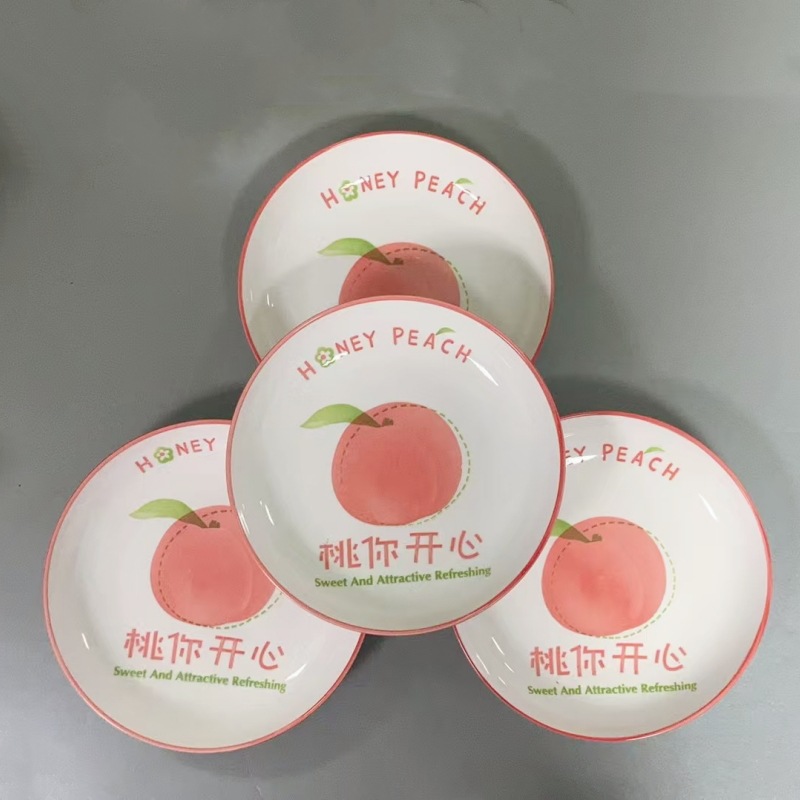 HONEY PEACH
HONEY PEACH
桃你开心
Sweet And Attractive Refreshing
HONEY
桃你开心
Sweet And Attractive Refreshing
PEACH
桃你开心
Sweet And Attractive Refreshing